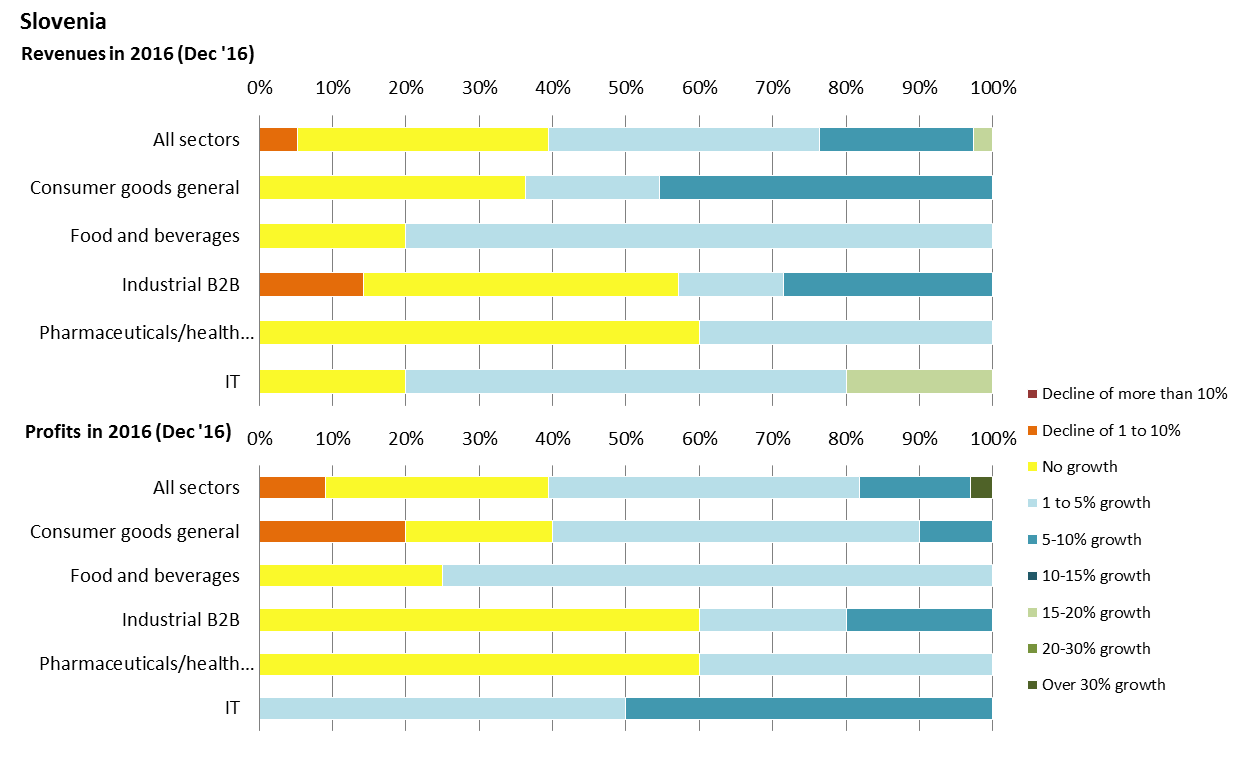 Slovenia
Revenues in 2016 (Dec '16)
0% 10% 20% 30% 40% 50% 60% 70% 80% 90% 100%
All sectors
Consumer goods general
Food and beverages
Industrial B2B
Pharmaceuticals/health...
IT
Profits in 2016 (Dec '16)
0% 10% 20% 30% 40% 50% 60% 70% 80% 90% 100%
All sectors
Consumer goods general
Food and beverages
Industrial B2B
Pharmaceuticals/health...
IT
Decline of more than 10%
Decline of 1 to 10%
No growth
1 to 5% growth
5-10% growth
10-15% growth
15-20% growth
20-30% growth
Over 30% growth